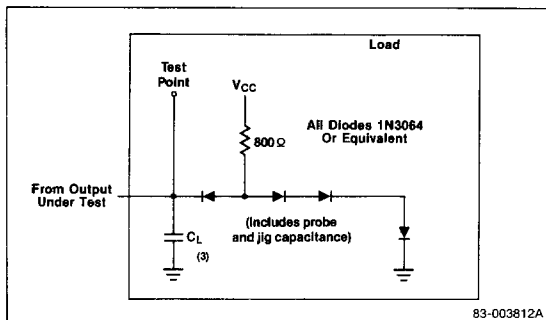 Load
Test
Point
VCC
All Diodes 1N3064
Or Equivalent
800Ω
From Output
Under Test
(Includes probe
and jig capacitance)
CL
(3)
83-003812A